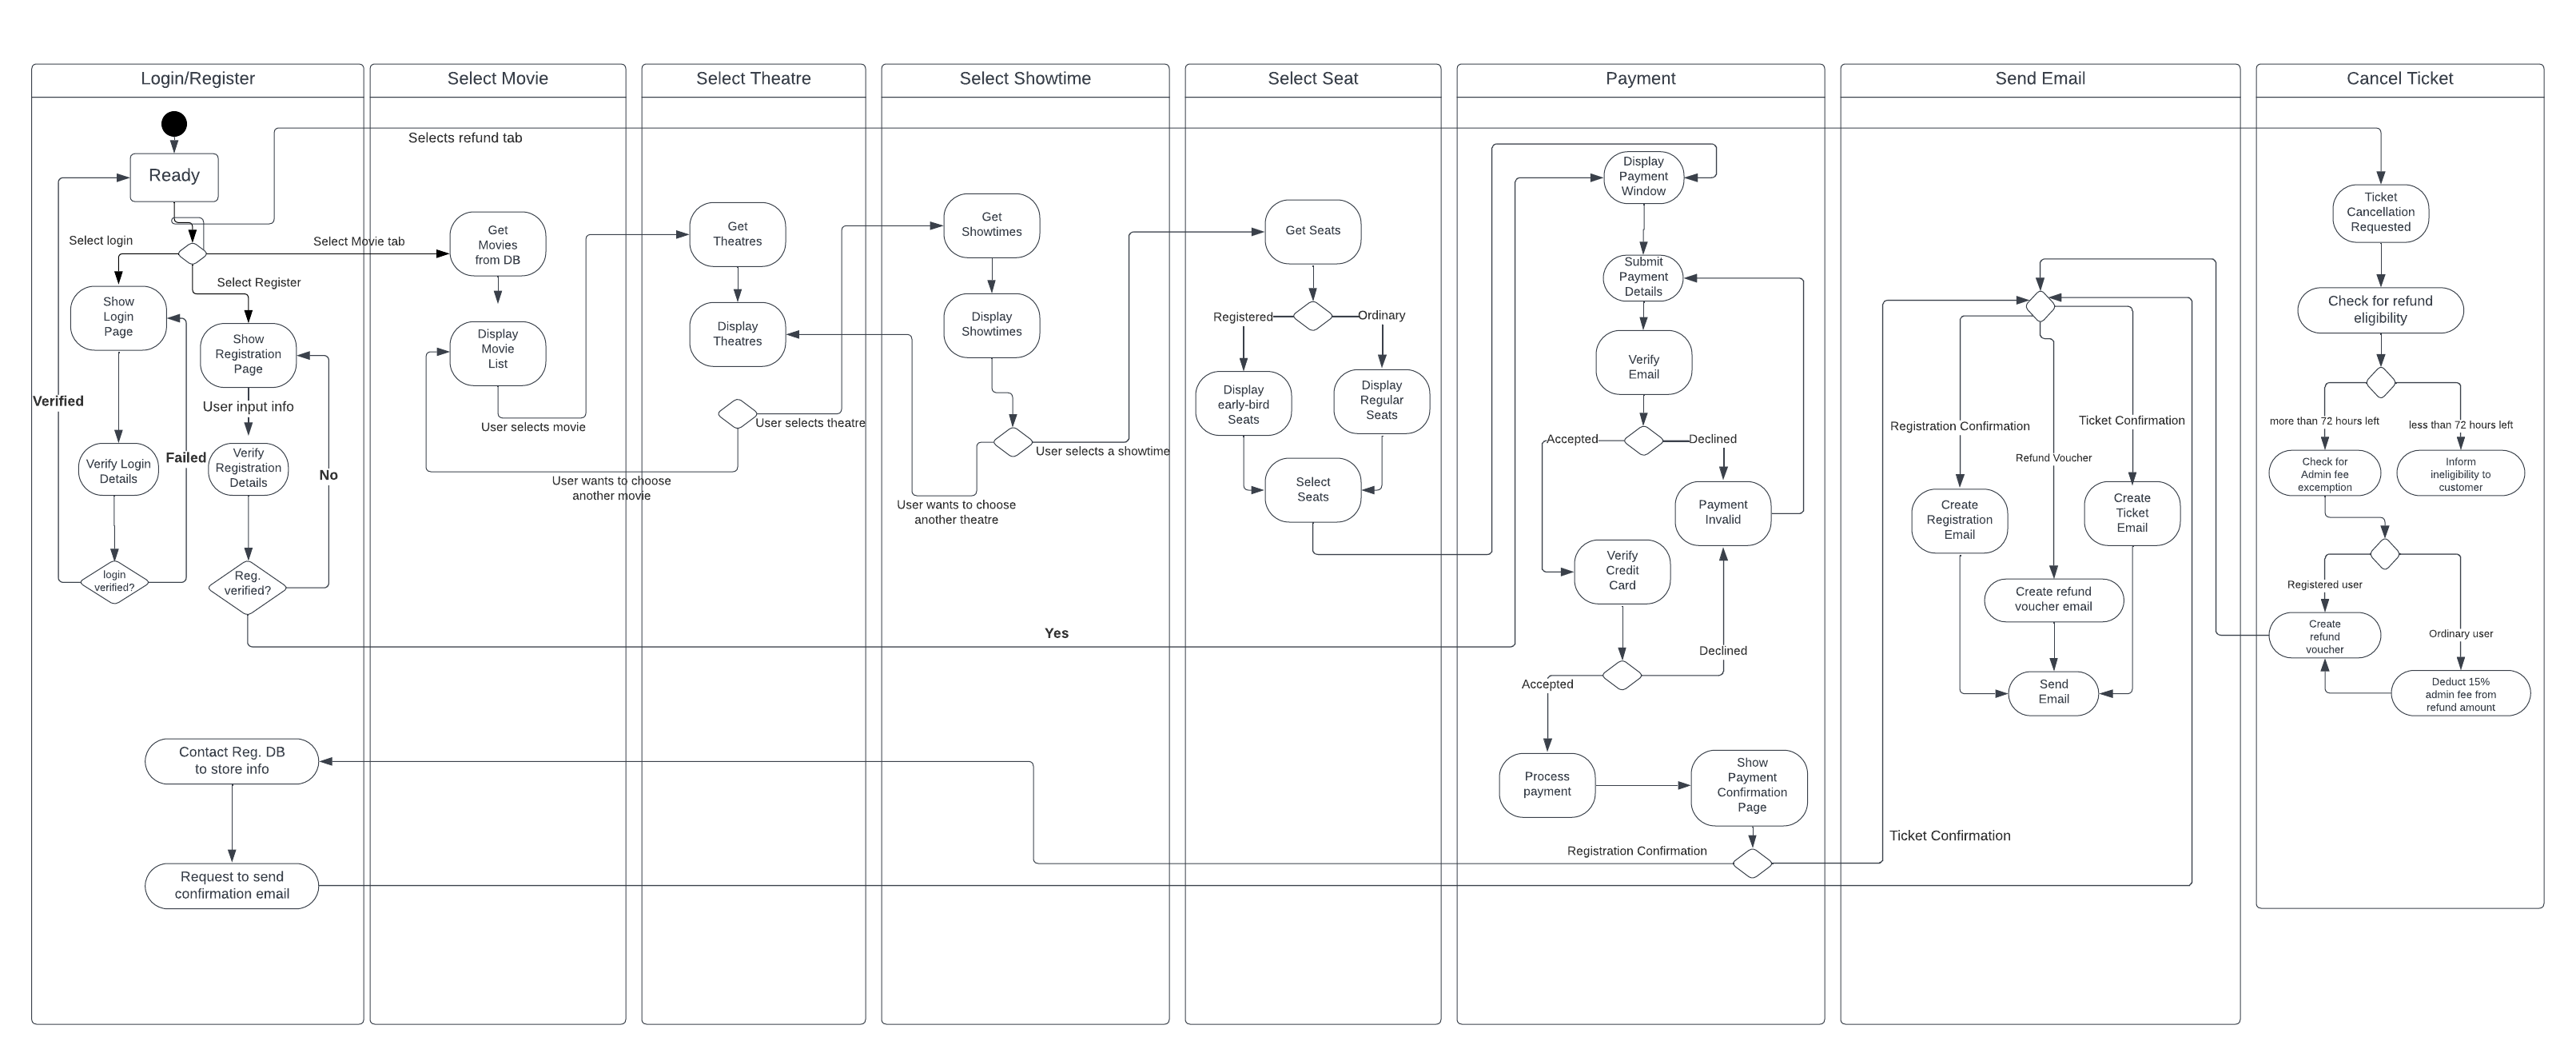 Login/Register
Select Movie
Select Theatre
Select Showtime
Select Seat
Payment
Send Email
Cancel Ticket
Selects refund tab
Ready
Select login
Select Movie tab
Select Register
Show
Login
Page
Show
Registration
Page
User input info
Verified
Failed
No
Verify Login
Details
Verify
Registration
Details
login
verified?
Reg.
verified?
Yes
Contact Reg. DB
to store info
Request to send
confirmation email
Get
Movies
from DB
Display
Movie
List
User selects movie
User wants to choose
another movie
Get
Theatres
Display
Theatres
User selects theatre
Get
Showtimes
Display
Showtimes
User selects a showtime
User wants to choose
another theatre
Get Seats
Registered
Ordinary
Display
early-bird
Seats
Display
Regular
Seats
Select
Seats
Display
Payment
Window
Submit
Payment
Details
Verify
Email
Accepted
Declined
Payment
Invalid
Verify
Credit
Card
Declined
Accepted
Process
payment
Show
Payment
Confirmation
Page
Registration Confirmation
Ticket Confirmation
Registration Confirmation
Ticket Confirmation
Refund Voucher
Create
Registration
Email
Create
Ticket
Email
Create refund
voucher email
Send
Email
Ticket
Cancellation
Requested
Check for refund
eligibility
more than 72 hours left
less than 72 hours left
Check for
Admin fee
excemption
Inform
ineligibility to
customer
Registered user
Ordinary user
Create
refund
voucher
Deduct 15%
admin fee from
refund amount